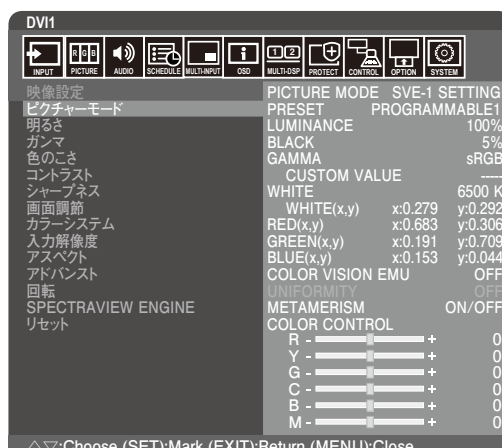 DVI1
INPUT
RGB
PICTURE
AUDIO
SCHEDULE
MULTI-INPUT
OSD
1 2
MULTI-DSP
PROTECT
CONTROL
OPTION
SYSTEM
映像設定
ピクチャーモード
明るさ
ガンマ
色のこさ
コントラスト
シャープネス
画面調節
カラーシステム
入力解像度
アスペクト
アドバンスト
回転
SPECTRAVIEW ENGINE
リセット
PICTURE MODE SVE-1 SETTING
PRESET PROGRAMMABLE1
LUMINANCE 100%
BLACK 5%
GAMMA sRGB
CUSTOM VALUE -----
WHITE 6500 K
WHITE(x,y) x:0.279 y:0.292
RED(x,y) x:0.683 y:0.306
GREEN(x,y) x:0.191 y:0.709
BLUE(x,y) x:0.153 y:0.044
COLOR VISION EMU OFF
UNIFORMITY OFF
METAMERISM ON/OFF
COLOR CONTROL
R - + 0
Y - + 0
G - + 0
C - + 0
B - + 0
M - + 0
△▽:Choose (SET):Mark (EXIT):Return (MENU):Close